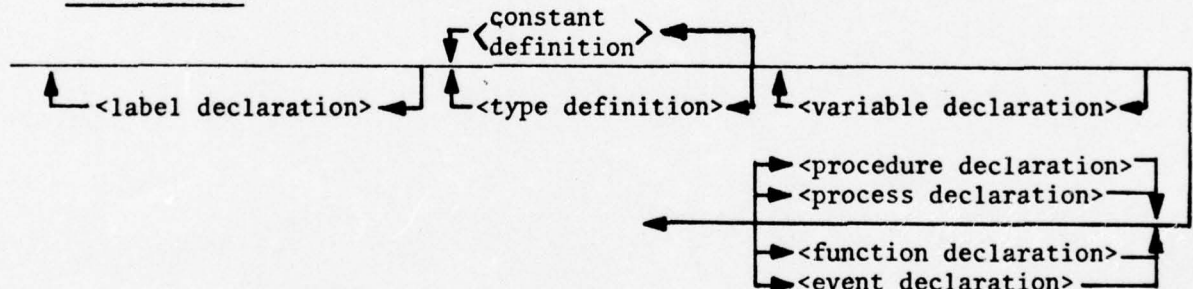 <constant
definition>
<label declaration>
<type definition>
<variable declaration>
<procedure declaration>
<process declaration>
<function declaration>
<event declaration>